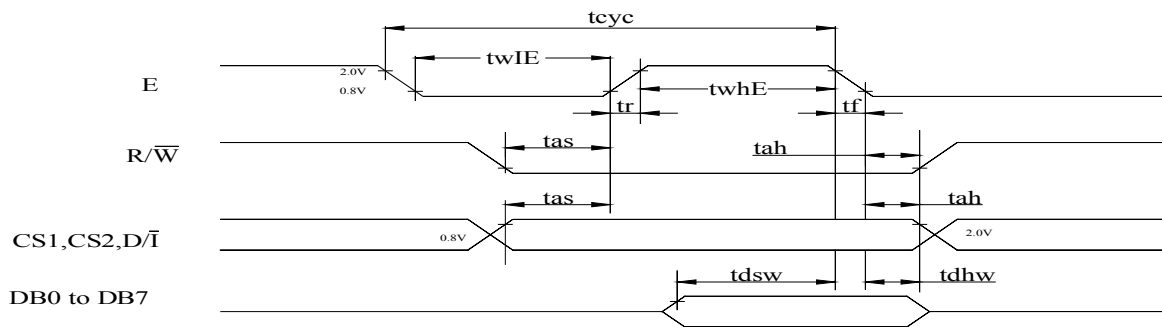 tcyc
twlE
E
2.0V
0.8V
twhE
tr
tf
R/W̅
tas
tah
tas
tah
CS1,CS2,D/I̅
0.8V
2.0V
tdsw
tdhw
DB0 to DB7